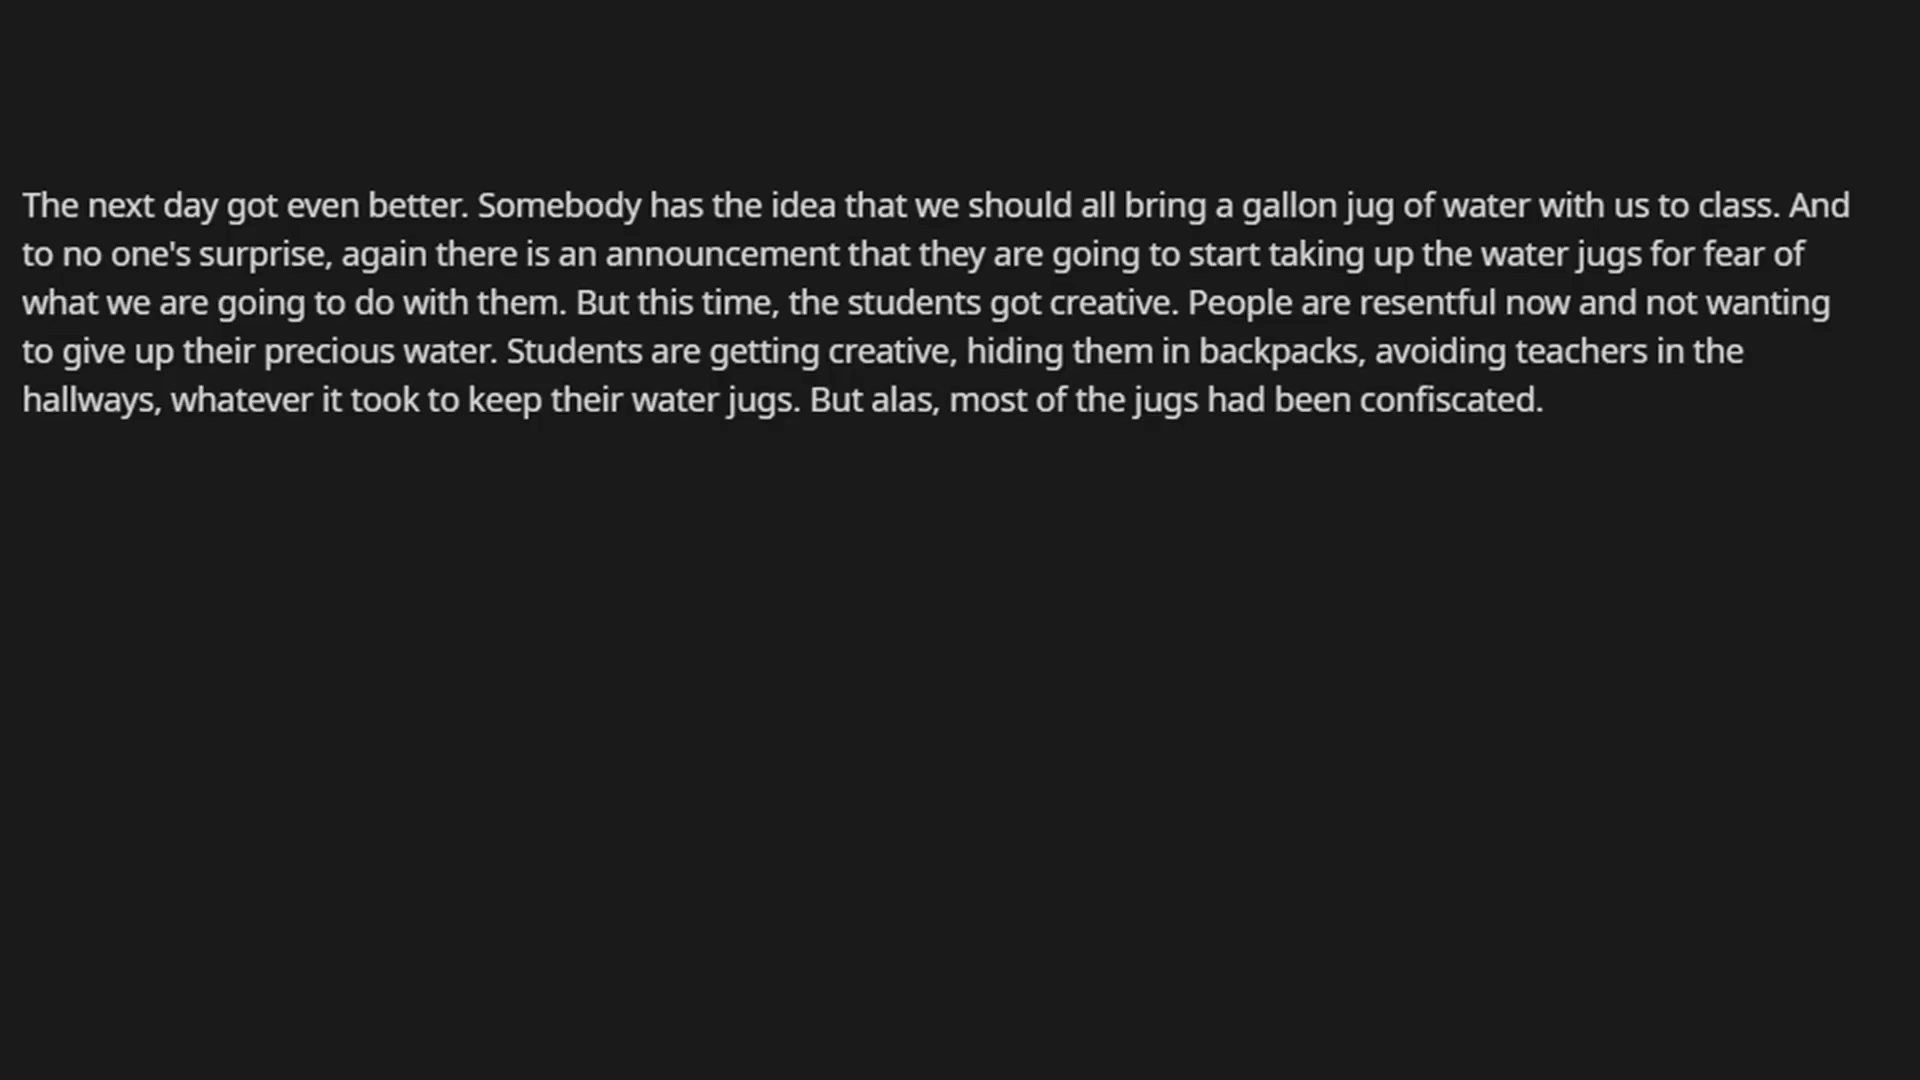 The next day got even better. Somebody has the idea that we should all bring a gallon jug of water with us to class. And
to no one's surprise, again there is an announcement that they are going to start taking up the water jugs for fear of
what we are going to do with them. But this time, the students got creative. People are resentful now and not wanting
to give up their precious water. Students are getting creative, hiding them in backpacks, avoiding teachers in the
hallways, whatever it took to keep their water jugs. But alas, most of the jugs had been confiscated.